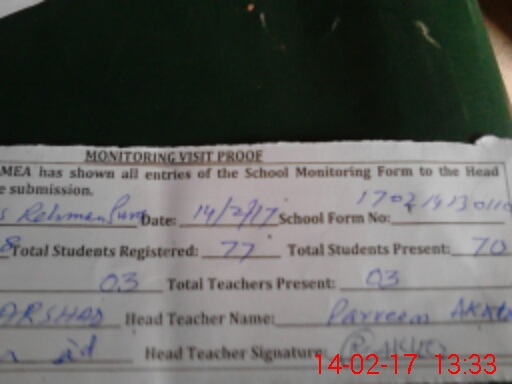 MONITORING VISIT PROOF
MEA has shown all entries of the School Monitoring Form to the Head
e submission.
s Rehman Date: 14/2/17 School Form No:
8 Total Students Registered: 77 Total Students Present: 70
03 Total Teachers Present: 03
ARSHAD Head Teacher Name: Parveen
Head Teacher Signature:
14-02-17 13:33